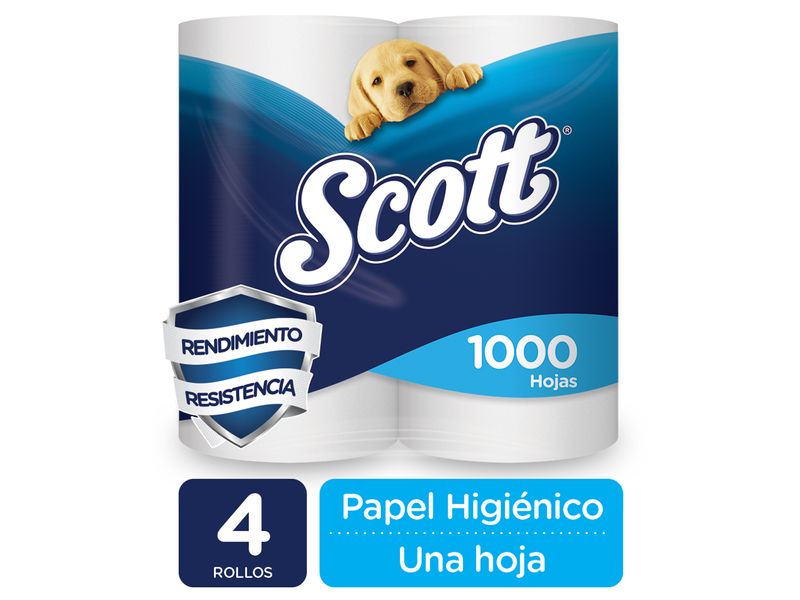 Scott®
RENDIMIENTO
RESISTENCIA
1000
Hojas
4
ROLLOS
Papel Higiénico
Una hoja